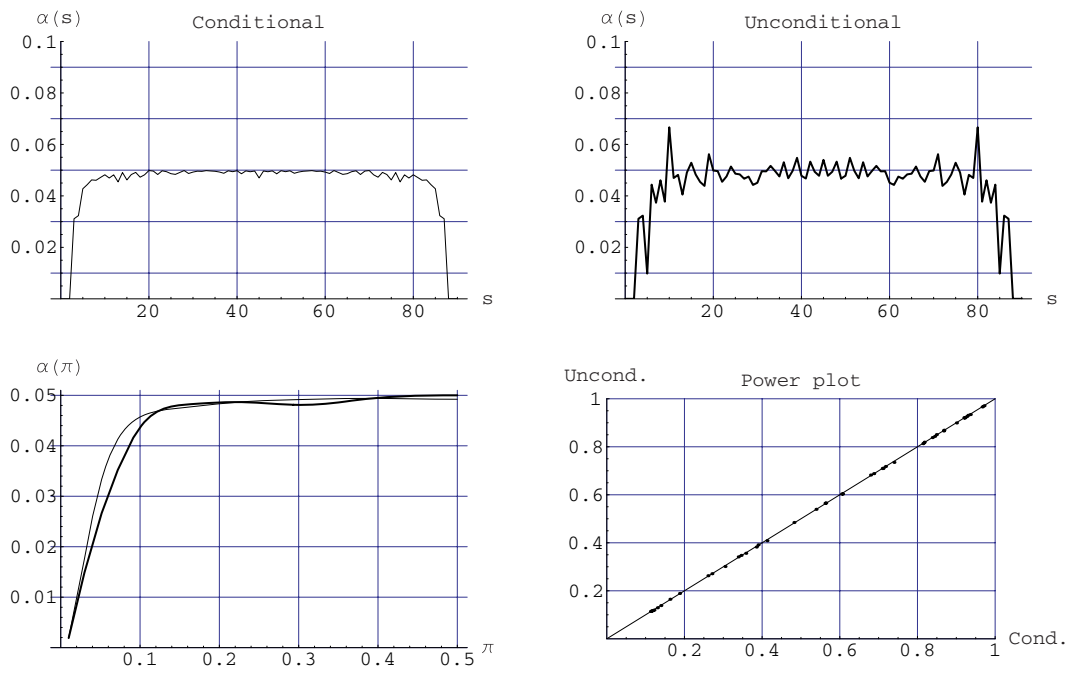 α(s) Conditional
0.1
0.08
0.06
0.04
0.02
20 40 60 80 s
α(s) Unconditional
0.1
0.08
0.06
0.04
0.02
20 40 60 80 s
α(π)
0.05
0.04
0.03
0.02
0.01
0.1 0.2 0.3 0.4 0.5 π
Uncond. Power plot
1
0.8
0.6
0.4
0.2
0.2 0.4 0.6 0.8 1 Cond.